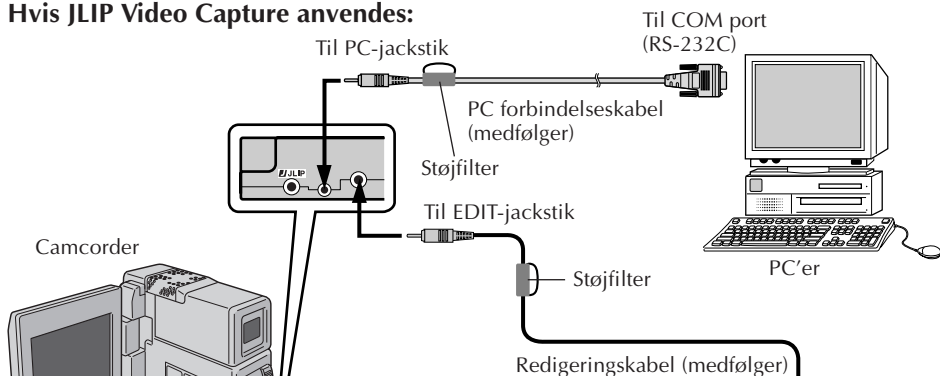 Hvis JLIP Video Capture anvendes:
Til PC-jackstik
Til COM port
(RS-232C)
PC forbindelseskabel
(medfølger)
Støjfilter
JLIP
Til EDIT-jackstik
Camcorder
PC’er
Støjfilter
Redigeringskabel (medfølger)